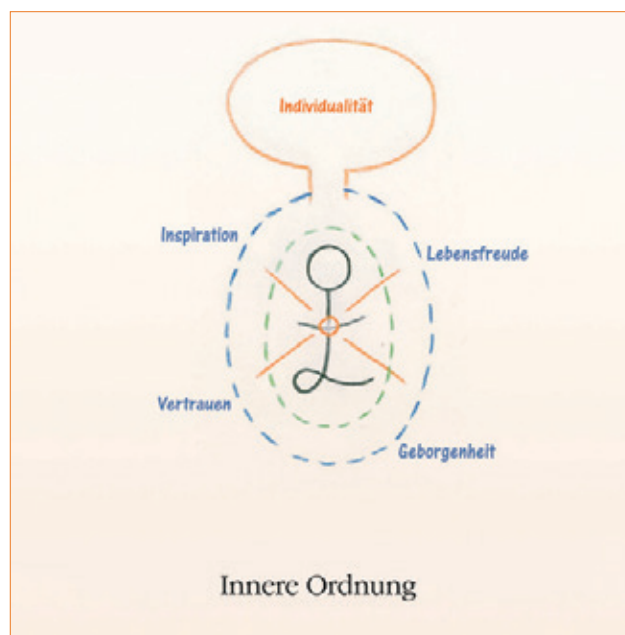 Individualität
Inspiration
Lebensfreude
Vertrauen
Geborgenheit
Innere Ordnung